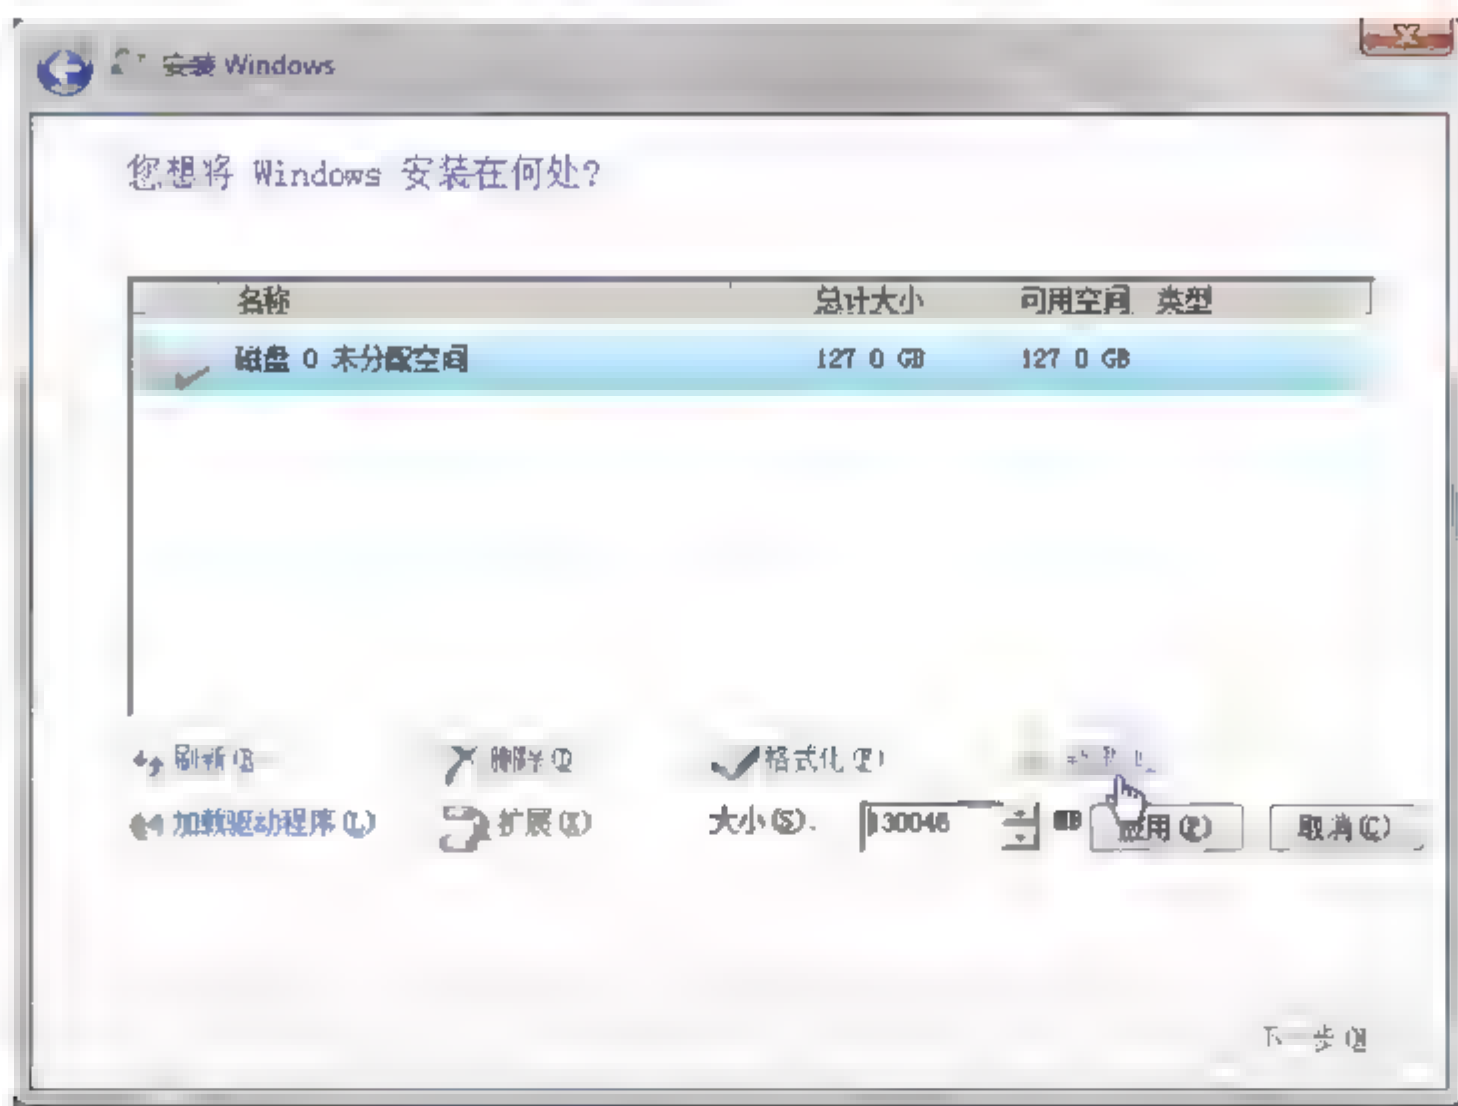 安装 Windows
您想将 Windows 安装在何处?
名称 总计大小 可用空间 类型
磁盘 0 未分配空间 127 0 GB 127 0 GB
刷新(R) 删除(D) 格式化(F)
加载驱动程序(L) 扩展(X) 大小(S): 130046 MB 应用(P) 取消(C)
下一步(N)